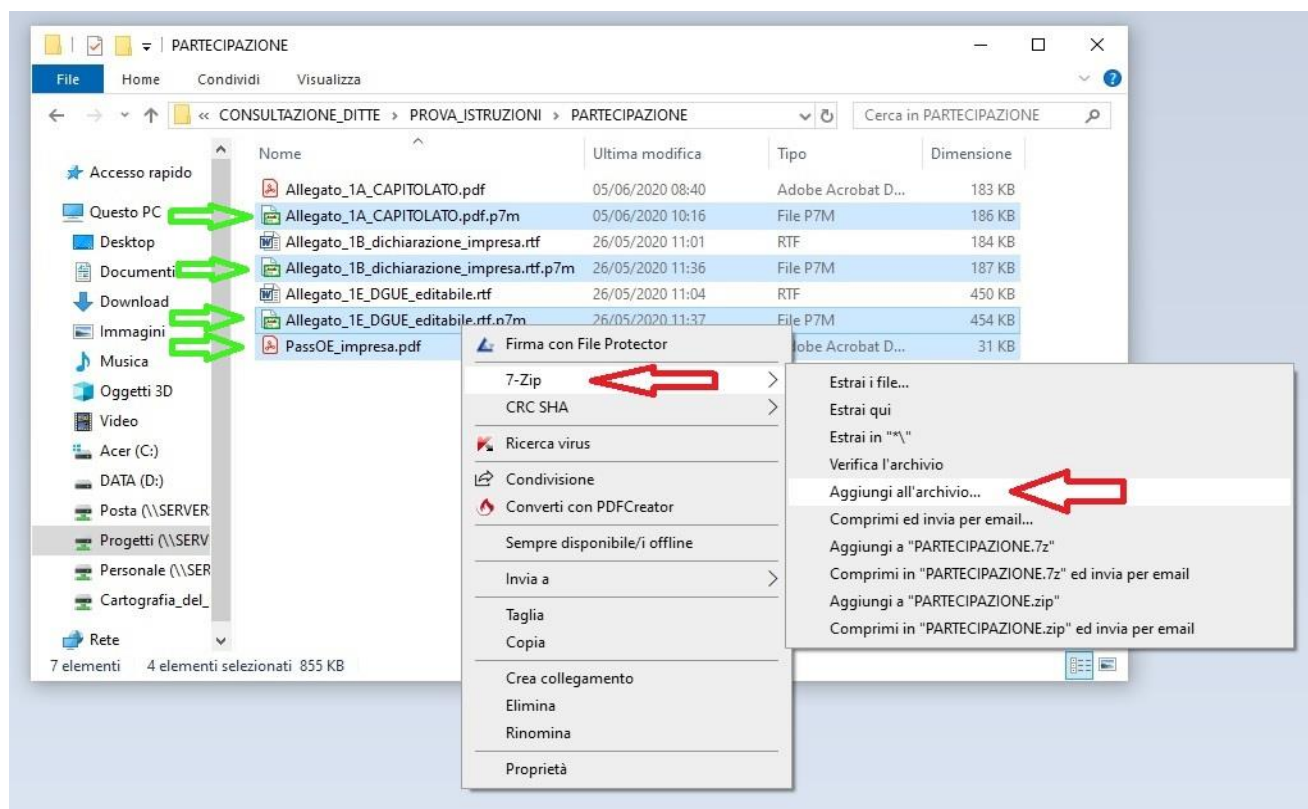 PARTECIPAZIONE
File Home Condividi Visualizza
« CONSULTAZIONE_DITTE > PROVA_ISTRUZIONI > PARTECIPAZIONE Cerca in PARTECIPAZIONE
Nome Ultima modifica Tipo Dimensione
Accesso rapido
Questo PC
Desktop
Documenti
Download
Immagini
Musica
Oggetti 3D
Video
Acer (C:)
DATA (D:)
Posta (\\SERVER
Progetti (\\SERV
Personale (\\SER
Cartografia_del_
Rete
Allegato_1A_CAPITOLATO.pdf 05/06/2020 08:40 Adobe Acrobat D... 183 KB
Allegato_1A_CAPITOLATO.pdf.p7m 05/06/2020 10:16 File P7M 186 KB
Allegato_1B_dichiarazione_impresa.rtf 26/05/2020 11:01 RTF 184 KB
Allegato_1B_dichiarazione_impresa.rtf.p7m 26/05/2020 11:36 File P7M 187 KB
Allegato_1E_DGUE_editabile.rtf 26/05/2020 11:04 RTF 450 KB
Allegato_1E_DGUE_editabile.rtf.p7m 26/05/2020 11:37 File P7M 454 KB
PassOE_impresa.pdf dobe Acrobat D... 31 KB
Firma con File Protector
7-Zip
CRC SHA
Ricerca virus
Condivisione
Converti con PDFCreator
Sempre disponibile/i offline
Invia a
Taglia
Copia
Crea collegamento
Elimina
Rinomina
Proprietà
Estrai i file...
Estrai qui
Estrai in "*\"
Verifica l'archivio
Aggiungi all'archivio...
Comprimi ed invia per email...
Aggiungi a "PARTECIPAZIONE.7z"
Comprimi in "PARTECIPAZIONE.7z" ed invia per email
Aggiungi a "PARTECIPAZIONE.zip"
Comprimi in "PARTECIPAZIONE.zip" ed invia per email
7 elementi 4 elementi selezionati 855 KB